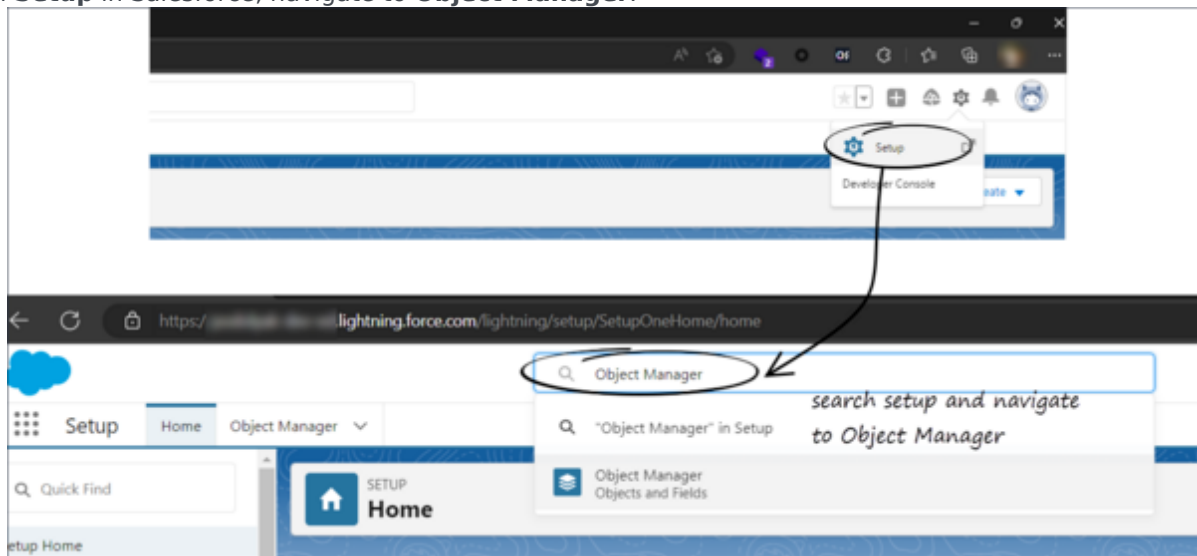 Setup in Salesforce, navigate to Object Manager.
2
Setup
Developer Console
https:/ lightning.force.com/lightning/setup/SetupOneHome/home
Object Manager
search setup and navigate
to Object Manager
Setup Home Object Manager
"Object Manager" in Setup
Object Manager
Objects and Fields
Quick Find
SETUP
Home
etup Home